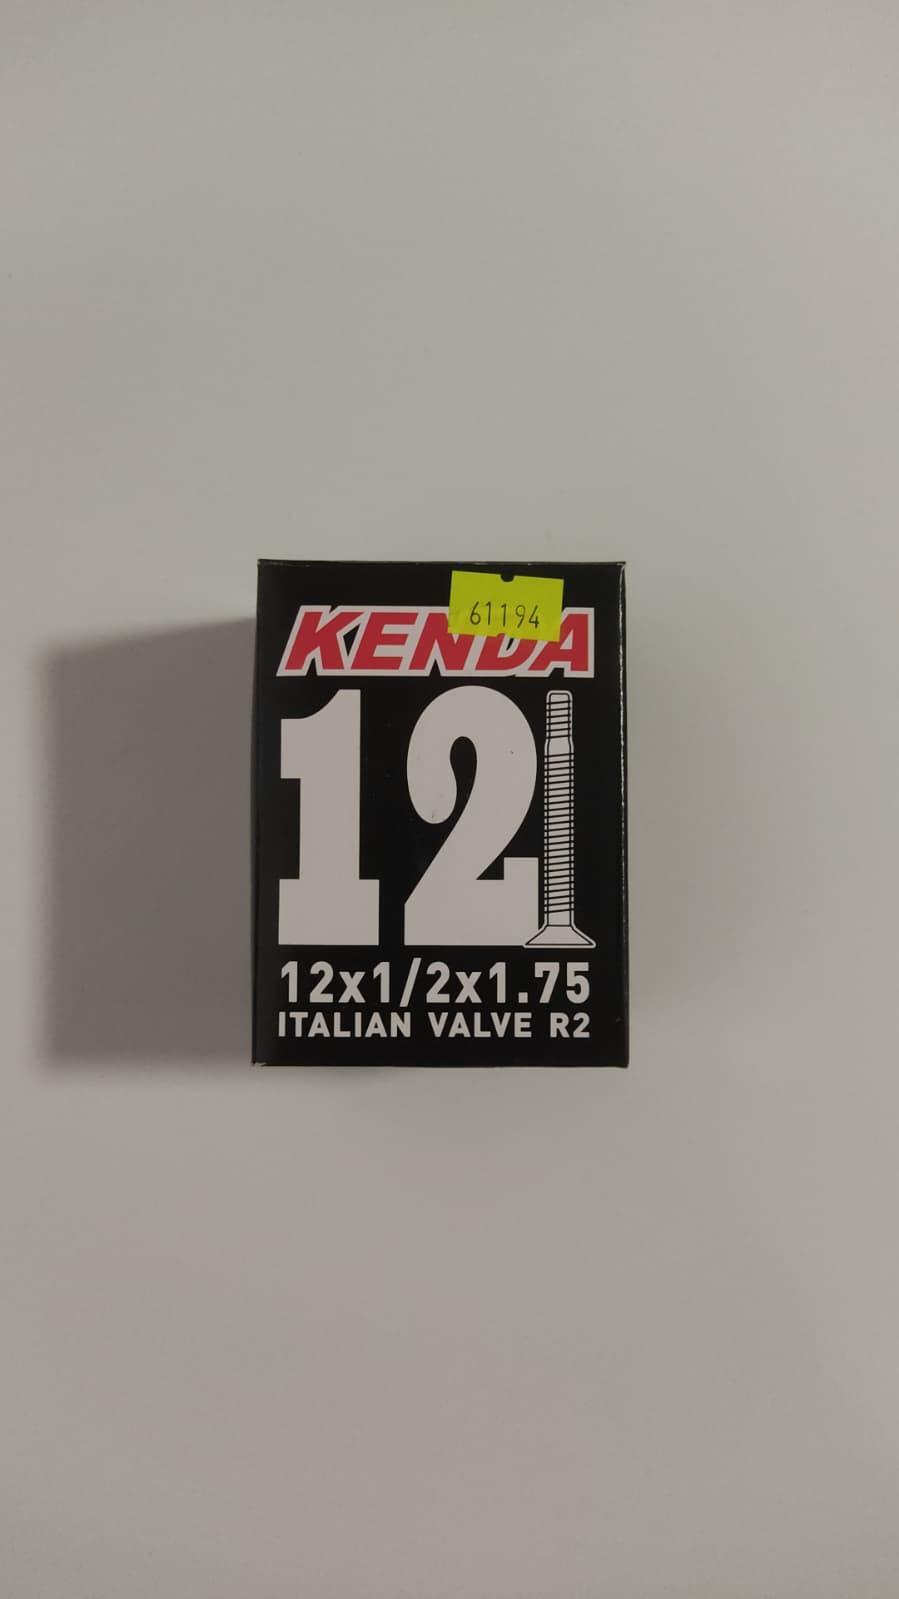 61194
KENDA
12
12x1/2x1.75
ITALIAN VALVE R2